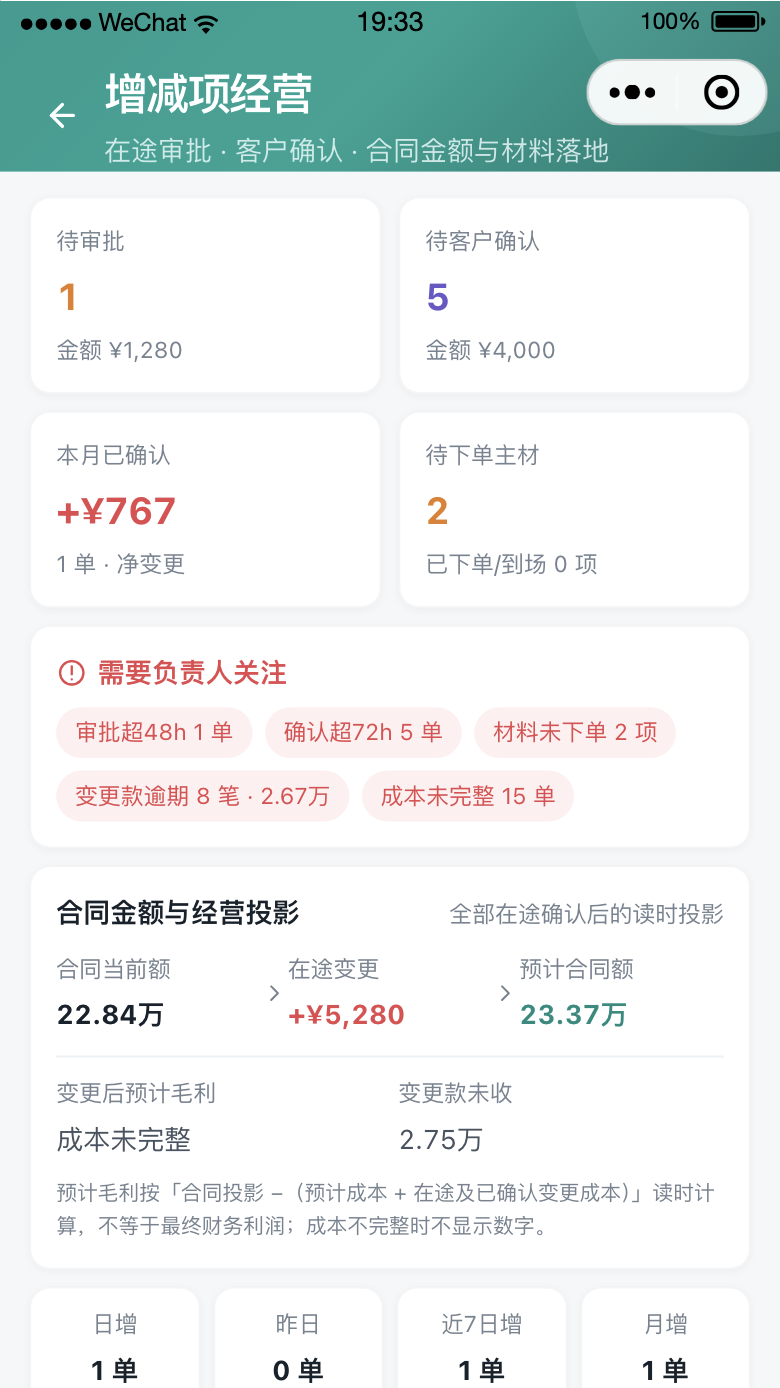 WeChat 19:33 100%
增减项经营
在途审批 · 客户确认 · 合同金额与材料落地
待审批 待客户确认
1 5
金额 ¥1,280 金额 ¥4,000
本月已确认 待下单主材
+¥767 2
1 单 · 净变更 已下单/到场 0 项
需要负责人关注
审批超48h 1 单 确认超72h 5 单 材料未下单 2 项
变更款逾期 8 笔 · 2.67万 成本未完整 15 单
合同金额与经营投影 全部在途确认后的读时投影
合同当前额 在途变更 预计合同额
22.84万 +¥5,280 23.37万
变更后预计毛利 变更款未收
成本未完整 2.75万
预计毛利按「合同投影 −（预计成本 + 在途及已确认变更成本）」读时计
算，不等于最终财务利润；成本不完整时不显示数字。
日增 昨日 近7日增 月增
1 单 0 单 1 单 1 单